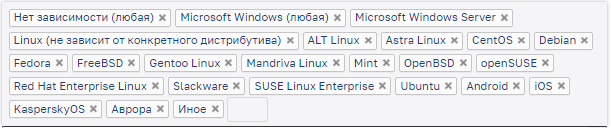 Нет зависимости (любая) × Microsoft Windows (любая) × Microsoft Windows Server ×
Linux (не зависит от конкретного дистрибутива) × ALT Linux × Astra Linux × CentOS × Debian ×
Fedora × FreeBSD × Gentoo Linux × Mandriva Linux × Mint × OpenBSD × openSUSE ×
Red Hat Enterprise Linux × Slackware × SUSE Linux Enterprise × Ubuntu × Android × iOS ×
KasperskyOS × Аврора × Иное ×